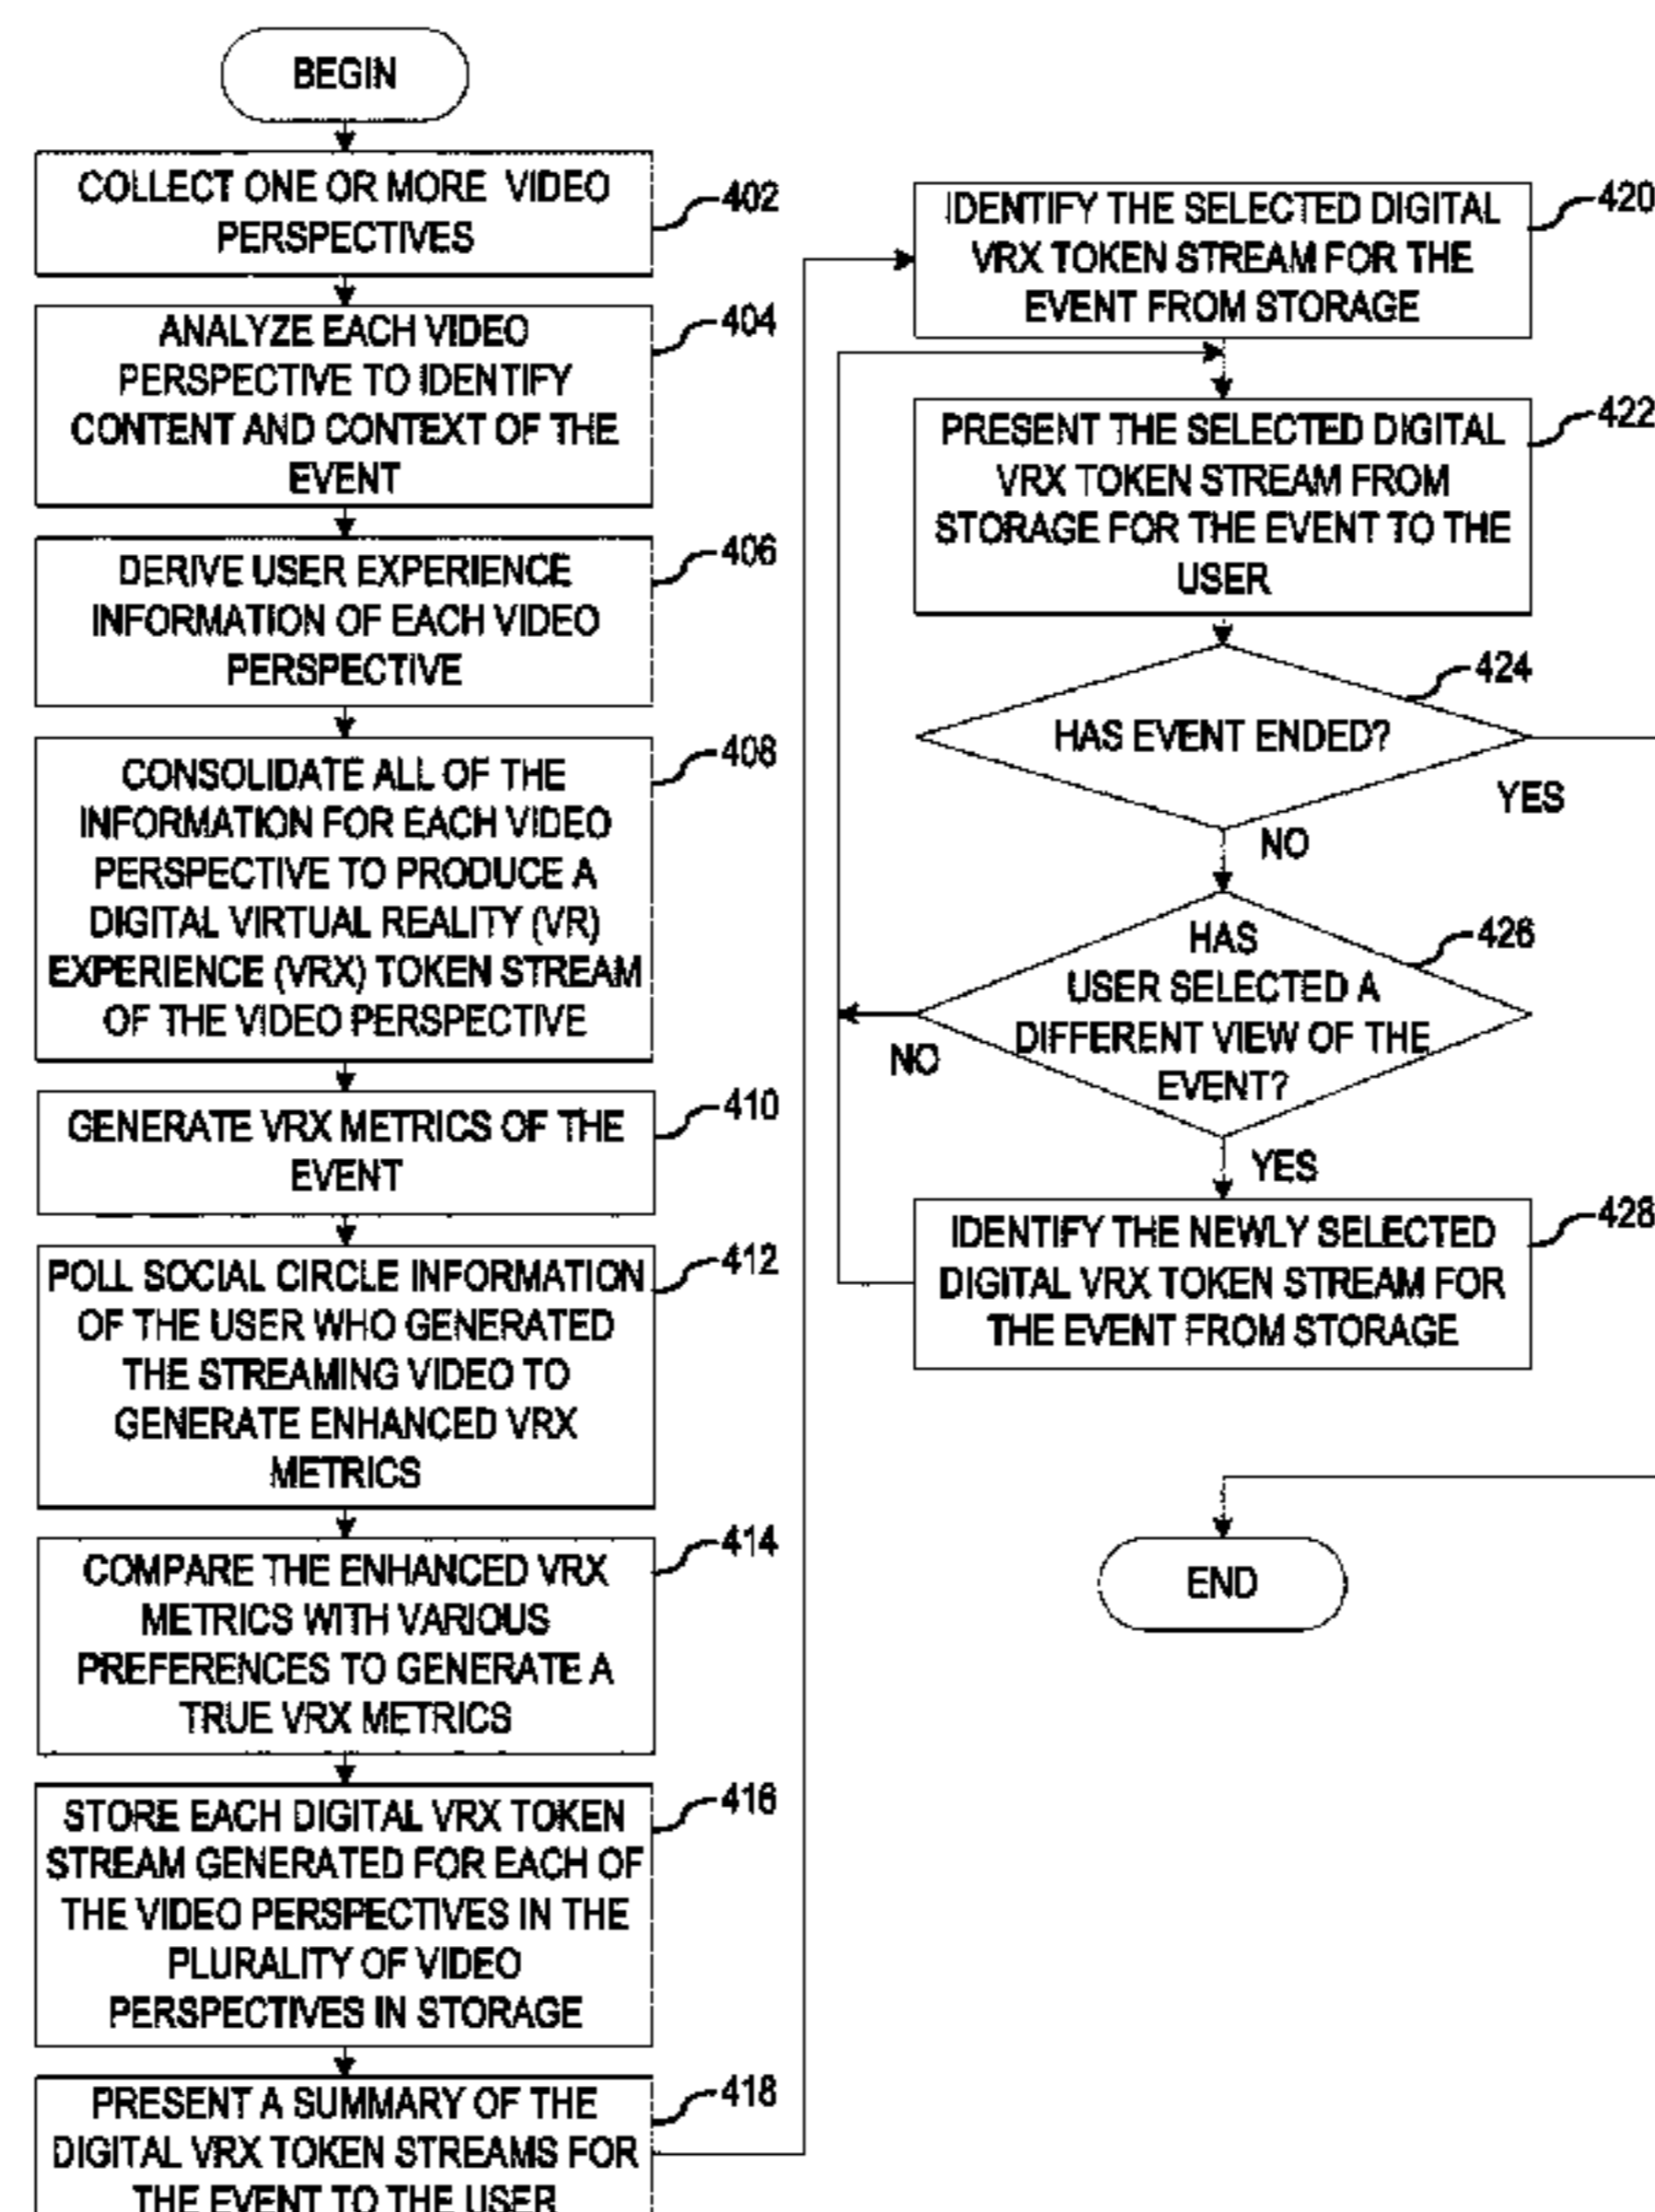 BEGIN
COLLECT ONE OR MORE VIDEO
PERSPECTIVES
402
ANALYZE EACH VIDEO
PERSPECTIVE TO IDENTIFY
CONTENT AND CONTEXT OF THE
EVENT
404
DERIVE USER EXPERIENCE
INFORMATION OF EACH VIDEO
PERSPECTIVE
406
CONSOLIDATE ALL OF THE
INFORMATION FOR EACH VIDEO
PERSPECTIVE TO PRODUCE A
DIGITAL VIRTUAL REALITY (VR)
EXPERIENCE (VRX) TOKEN STREAM
OF THE VIDEO PERSPECTIVE
408
GENERATE VRX METRICS OF THE
EVENT
410
POLL SOCIAL CIRCLE INFORMATION
OF THE USER WHO GENERATED
THE STREAMING VIDEO TO
GENERATE ENHANCED VRX
METRICS
412
COMPARE THE ENHANCED VRX
METRICS WITH VARIOUS
PREFERENCES TO GENERATE A
TRUE VRX METRICS
414
STORE EACH DIGITAL VRX TOKEN
STREAM GENERATED FOR EACH OF
THE VIDEO PERSPECTIVES IN THE
PLURALITY OF VIDEO
PERSPECTIVES IN STORAGE
416
PRESENT A SUMMARY OF THE
DIGITAL VRX TOKEN STREAMS FOR
THE EVENT TO THE USER
418
IDENTIFY THE SELECTED DIGITAL
VRX TOKEN STREAM FOR THE
EVENT FROM STORAGE
420
PRESENT THE SELECTED DIGITAL
VRX TOKEN STREAM FROM
STORAGE FOR THE EVENT TO THE
USER
422
HAS EVENT ENDED?
424
YES
NO
HAS
USER SELECTED A
DIFFERENT VIEW OF THE
EVENT?
426
NO
YES
IDENTIFY THE NEWLY SELECTED
DIGITAL VRX TOKEN STREAM FOR
THE EVENT FROM STORAGE
428
END